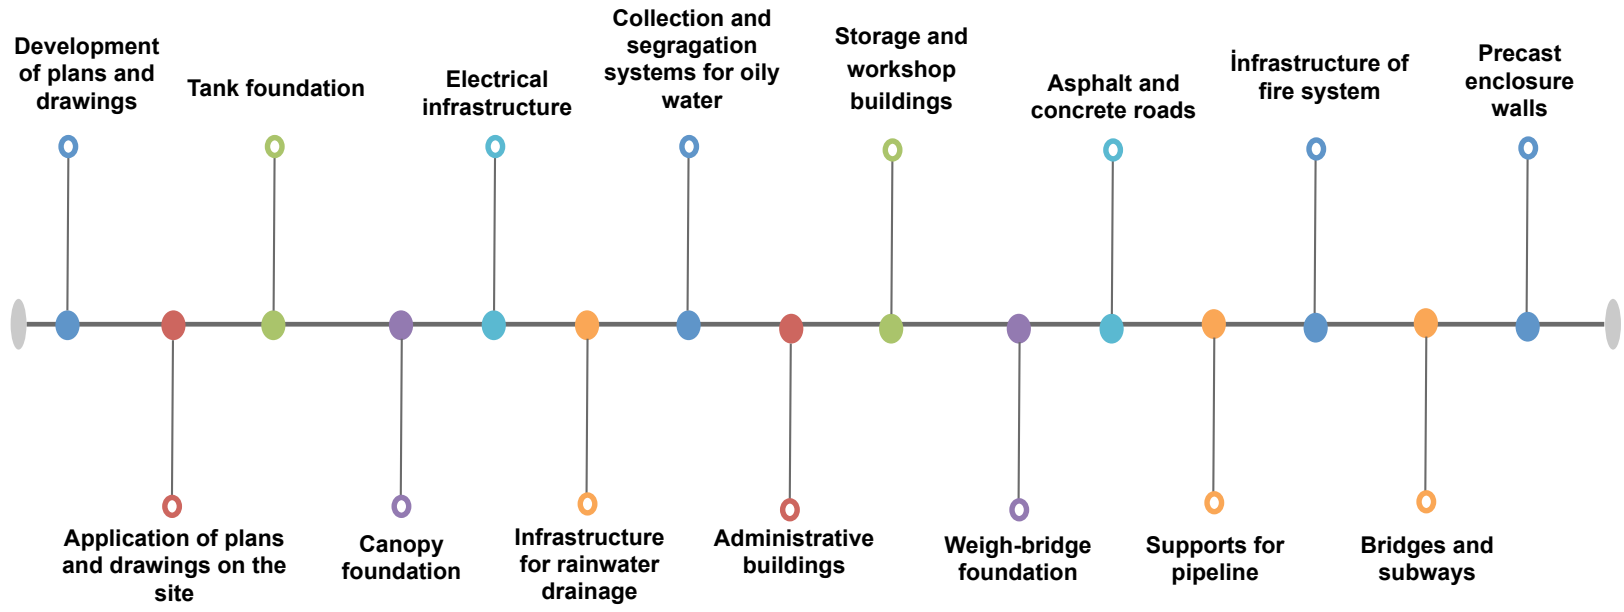 Development
of plans and
drawings
Application of plans
and drawings on the
site
Tank foundation
Canopy
foundation
Electrical
infrastructure
Infrastructure
for rainwater
drainage
Collection and
segragation
systems for oily
water
Administrative
buildings
Storage and
workshop
buildings
Weigh-bridge
foundation
Asphalt and
concrete roads
Supports for
pipeline
İnfrastructure of
fire system
Bridges and
subways
Precast
enclosure
walls